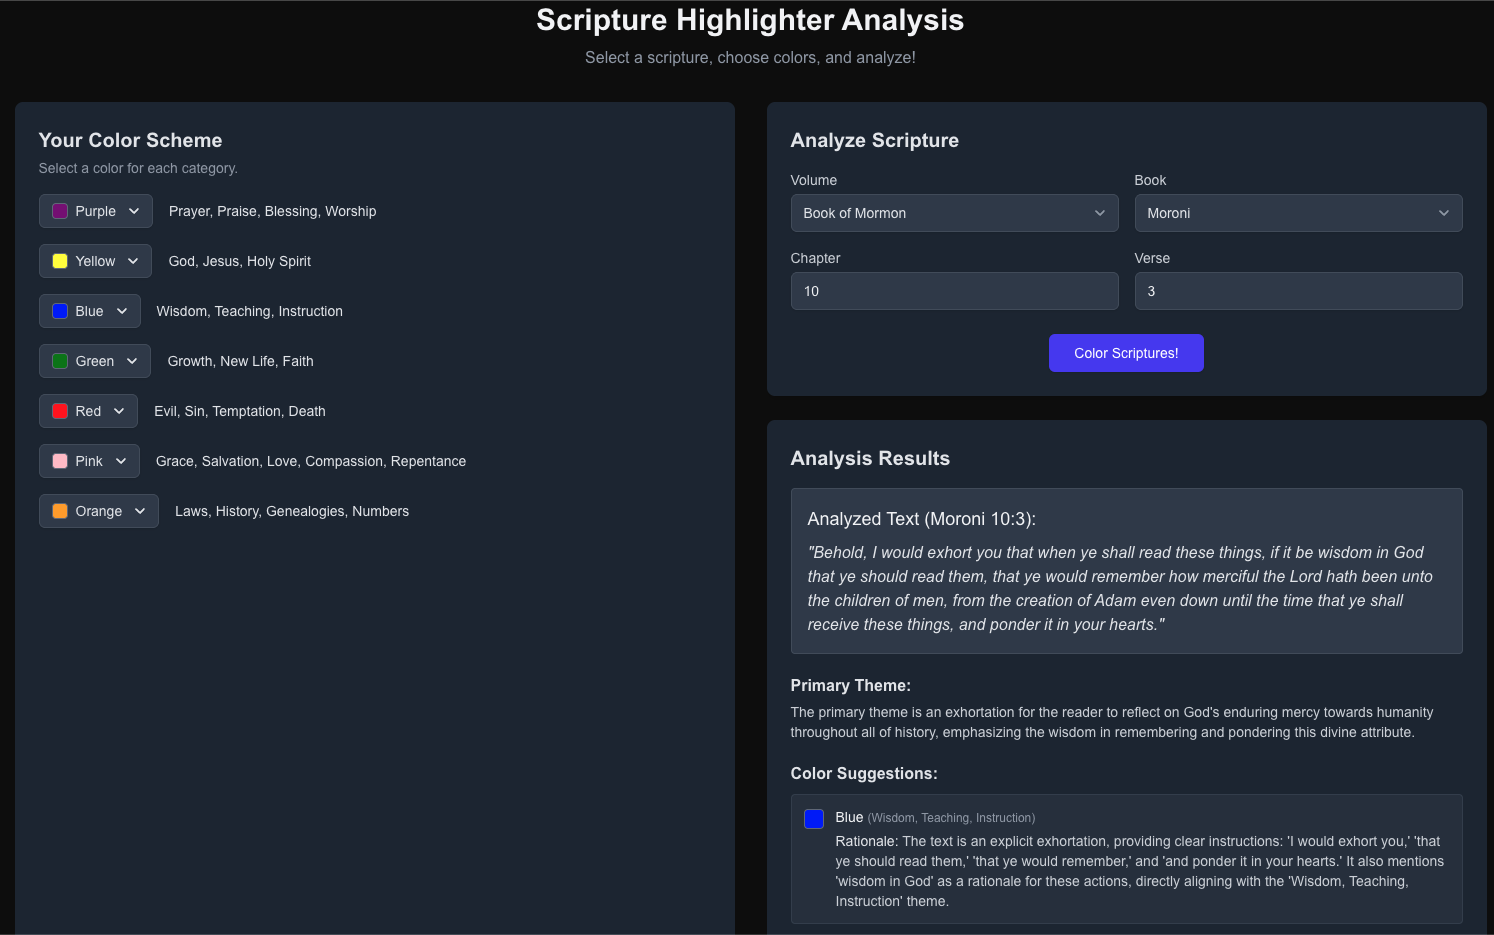 Scripture Highlighter Analysis
Select a scripture, choose colors, and analyze!
Your Color Scheme
Select a color for each category.
Purple Prayer, Praise, Blessing, Worship
Yellow God, Jesus, Holy Spirit
Blue Wisdom, Teaching, Instruction
Green Growth, New Life, Faith
Red Evil, Sin, Temptation, Death
Pink Grace, Salvation, Love, Compassion, Repentance
Orange Laws, History, Genealogies, Numbers
Analyze Scripture
Volume Book
Book of Mormon Moroni
Chapter Verse
10 3
Color Scriptures!
Analysis Results
Analyzed Text (Moroni 10:3):
"Behold, I would exhort you that when ye shall read these things, if it be wisdom in God
that ye should read them, that ye would remember how merciful the Lord hath been unto
the children of men, from the creation of Adam even down until the time that ye shall
receive these things, and ponder it in your hearts."
Primary Theme:
The primary theme is an exhortation for the reader to reflect on God's enduring mercy towards humanity
throughout all of history, emphasizing the wisdom in remembering and pondering this divine attribute.
Color Suggestions:
Blue (Wisdom, Teaching, Instruction)
Rationale: The text is an explicit exhortation, providing clear instructions: 'I would exhort you,' 'that
ye should read them,' 'that ye would remember,' and 'and ponder it in your hearts.' It also mentions
'wisdom in God' as a rationale for these actions, directly aligning with the 'Wisdom, Teaching,
Instruction' theme.